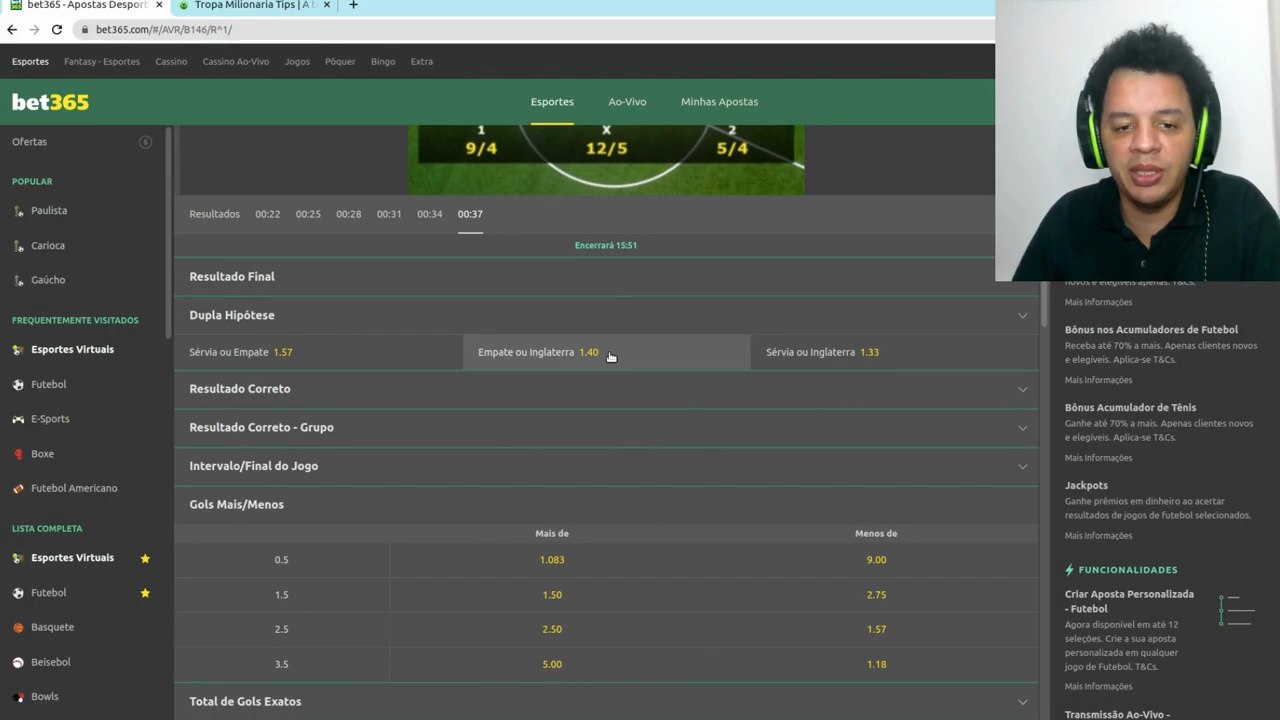 bet365 - Apostas Desport
Tropa Milionaria Tips | A b
bet365.com/#/AVR/B146/R^1/
Esportes Fantasy - Esportes Cassino Cassino Ao-Vivo Jogos Pôquer Bingo Extra
bet365
Esportes Ao-Vivo Minhas Apostas
Ofertas
POPULAR
Paulista
Carioca
Gaúcho
FREQUENTEMENTE VISITADOS
Esportes Virtuais
Futebol
E-Sports
Boxe
Futebol Americano
LISTA COMPLETA
Esportes Virtuais
Futebol
Basquete
Beisebol
Bowls
1 X 2
9/4 12/5 5/4
Resultados 00:22 00:25 00:28 00:31 00:34 00:37
Encerrará 15:51
Resultado Final
Dupla Hipótese
Sérvia ou Empate 1.57 Empate ou Inglaterra 1.40 Sérvia ou Inglaterra 1.33
Resultado Correto
Resultado Correto - Grupo
Intervalo/Final do Jogo
Gols Mais/Menos
Mais de Menos de
0.5 1.083 9.00
1.5 1.50 2.75
2.5 2.50 1.57
3.5 5.00 1.18
Total de Gols Exatos
novos e elegíveis apenas. T&Cs.
Mais Informações
Bônus nos Acumuladores de Futebol
Receba até 70% a mais. Apenas clientes novos
e elegíveis. Aplica-se T&Cs.
Mais Informações
Bônus Acumulador de Tênis
Ganhe até 70% a mais. Apenas clientes novos
e elegíveis. Aplica-se T&Cs.
Mais Informações
Jackpots
Ganhe prêmios em dinheiro ao acertar
resultados de jogos de futebol selecionados.
Mais Informações
FUNCIONALIDADES
Criar Aposta Personalizada
- Futebol
Agora disponível em até 12
seleções. Crie a sua aposta
personalizada em qualquer
jogo de Futebol. T&Cs.
Mais Informações
Transmissão Ao-Vivo -